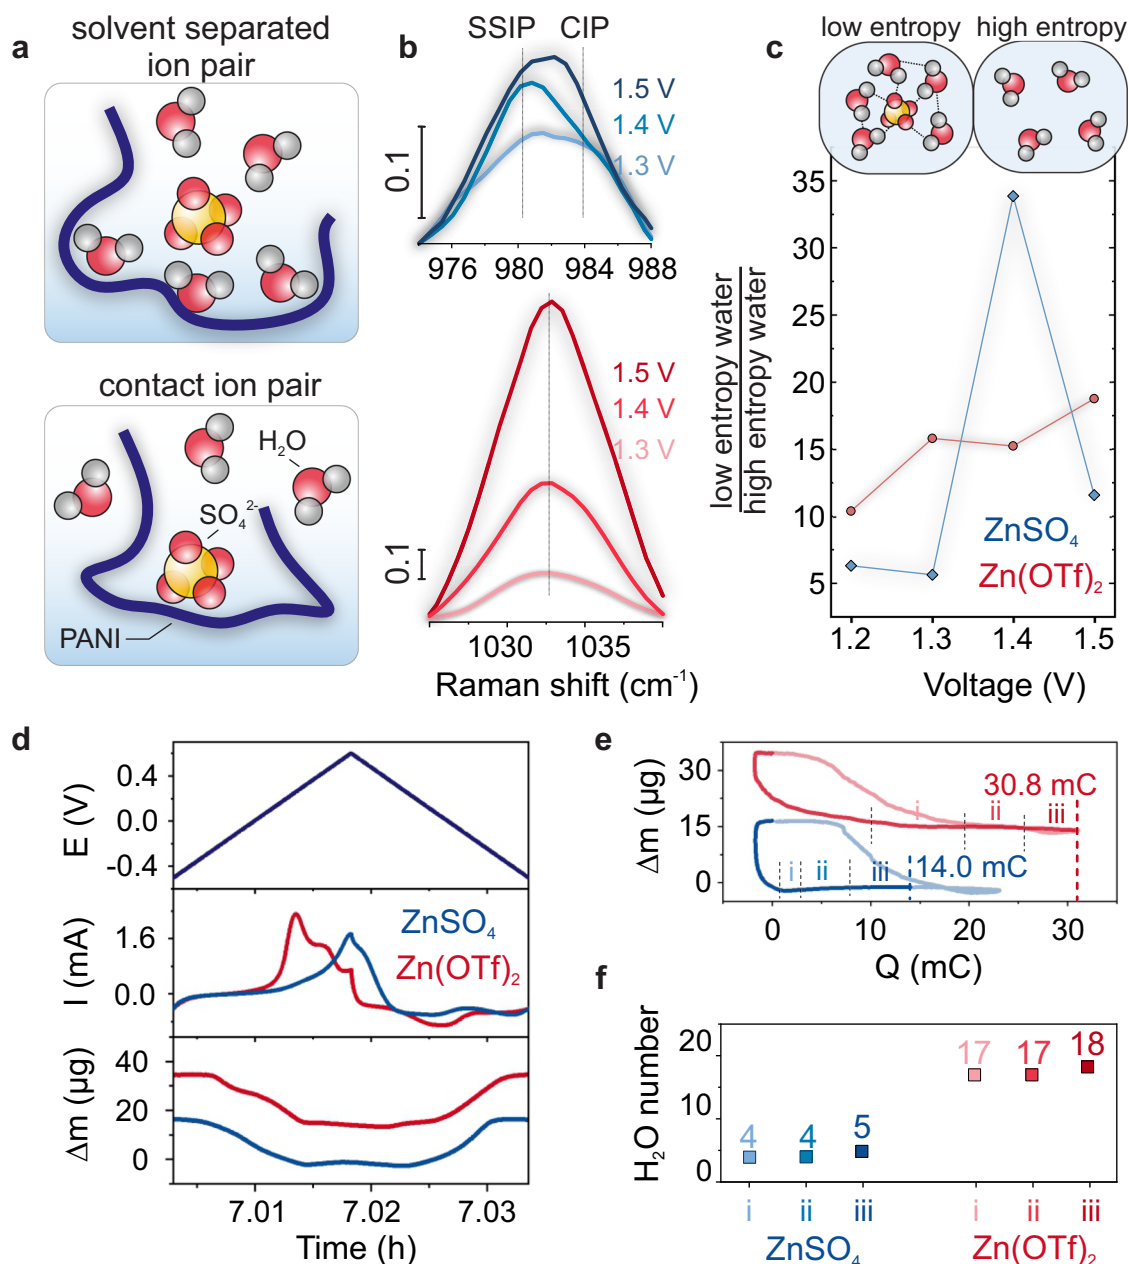 a
solvent separated
ion pair
contact ion pair
H₂O
SO₄²⁻
PANI
b
SSIP
CIP
1.5 V
1.4 V
1.3 V
0.1
976
980
984
988
1.5 V
1.4 V
1.3 V
0.1
1030
1035
Raman shift (cm⁻¹)
c
low entropy
high entropy
low entropy water
high entropy water
35
30
25
20
15
10
5
ZnSO₄
Zn(OTf)₂
1.2
1.3
1.4
1.5
Voltage (V)
d
E (V)
0.4
0.0
-0.4
I (mA)
1.6
0.0
ZnSO₄
Zn(OTf)₂
Δm (µg)
40
20
0
7.01
7.02
7.03
Time (h)
e
Δm (µg)
30
15
0
30.8 mC
i
ii
iii
14.0 mC
i
ii
iii
0
10
20
30
Q (mC)
f
H₂O number
20
10
0
4
4
5
17
17
18
i
ii
iii
i
ii
iii
ZnSO₄
Zn(OTf)₂